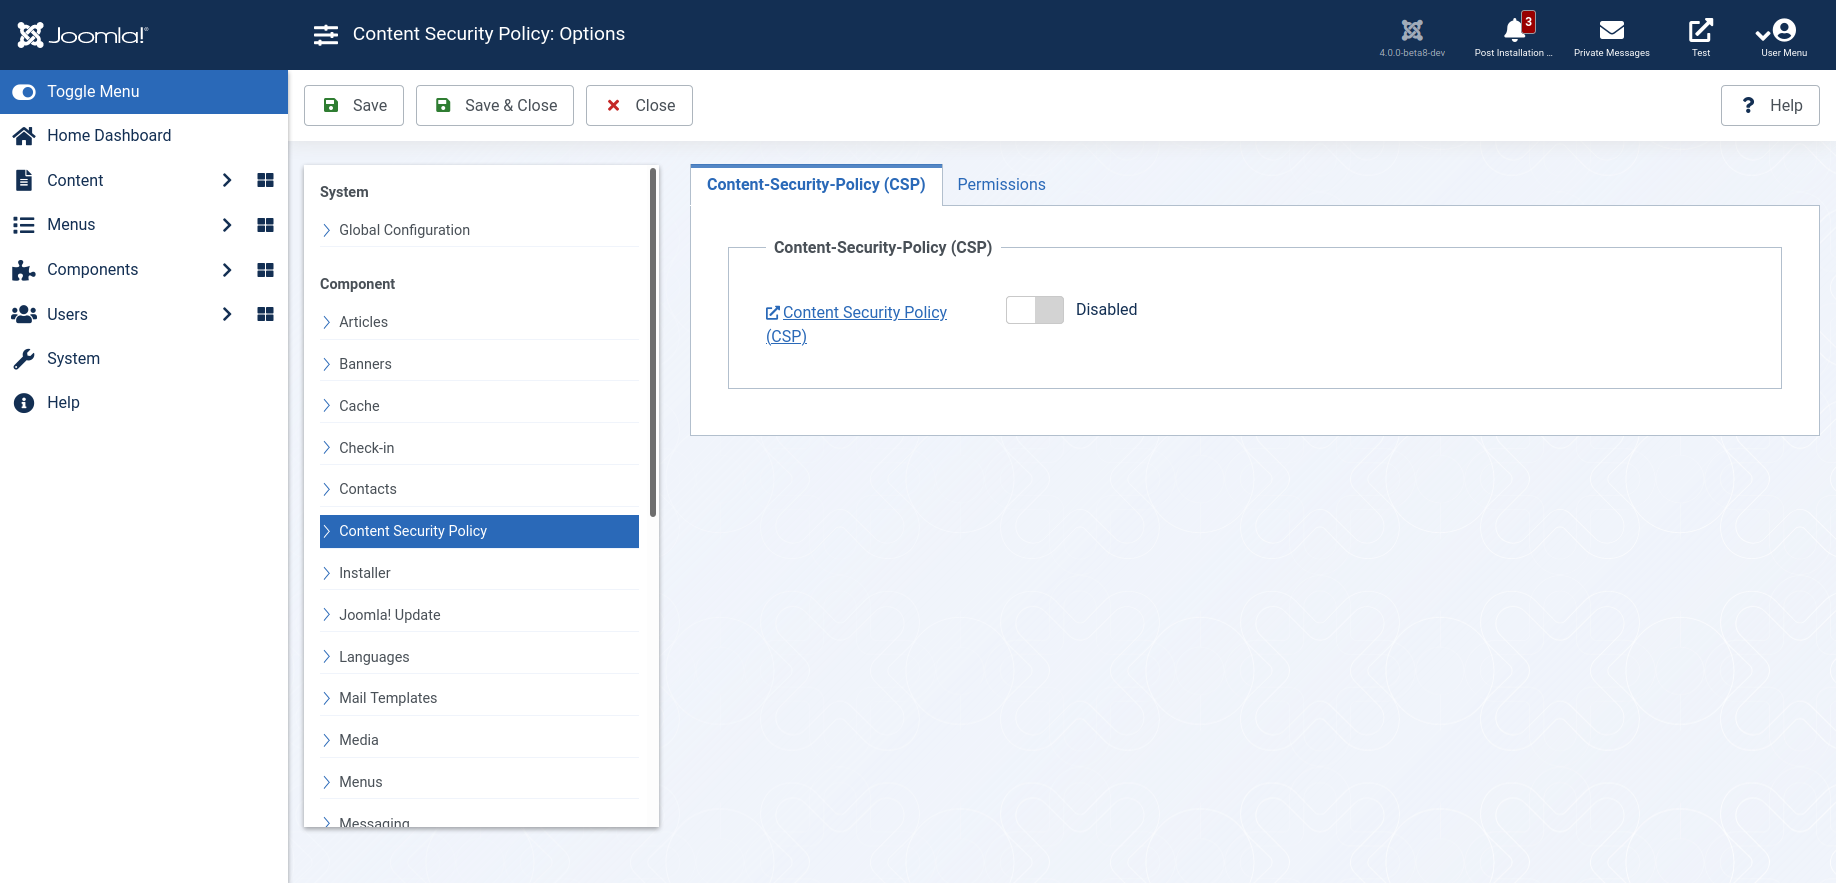 Joomla!
Content Security Policy: Options
4.0.0-beta8-dev
3
Post Installation ...
Private Messages
Test
User Menu
Toggle Menu
Home Dashboard
Content
Menus
Components
Users
System
Help
Save
Save & Close
Close
? Help
System
Global Configuration
Component
Articles
Banners
Cache
Check-in
Contacts
Content Security Policy
Installer
Joomla! Update
Languages
Mail Templates
Media
Menus
Messaging
Content-Security-Policy (CSP)
Permissions
Content-Security-Policy (CSP)
Content Security Policy
(CSP)
Disabled